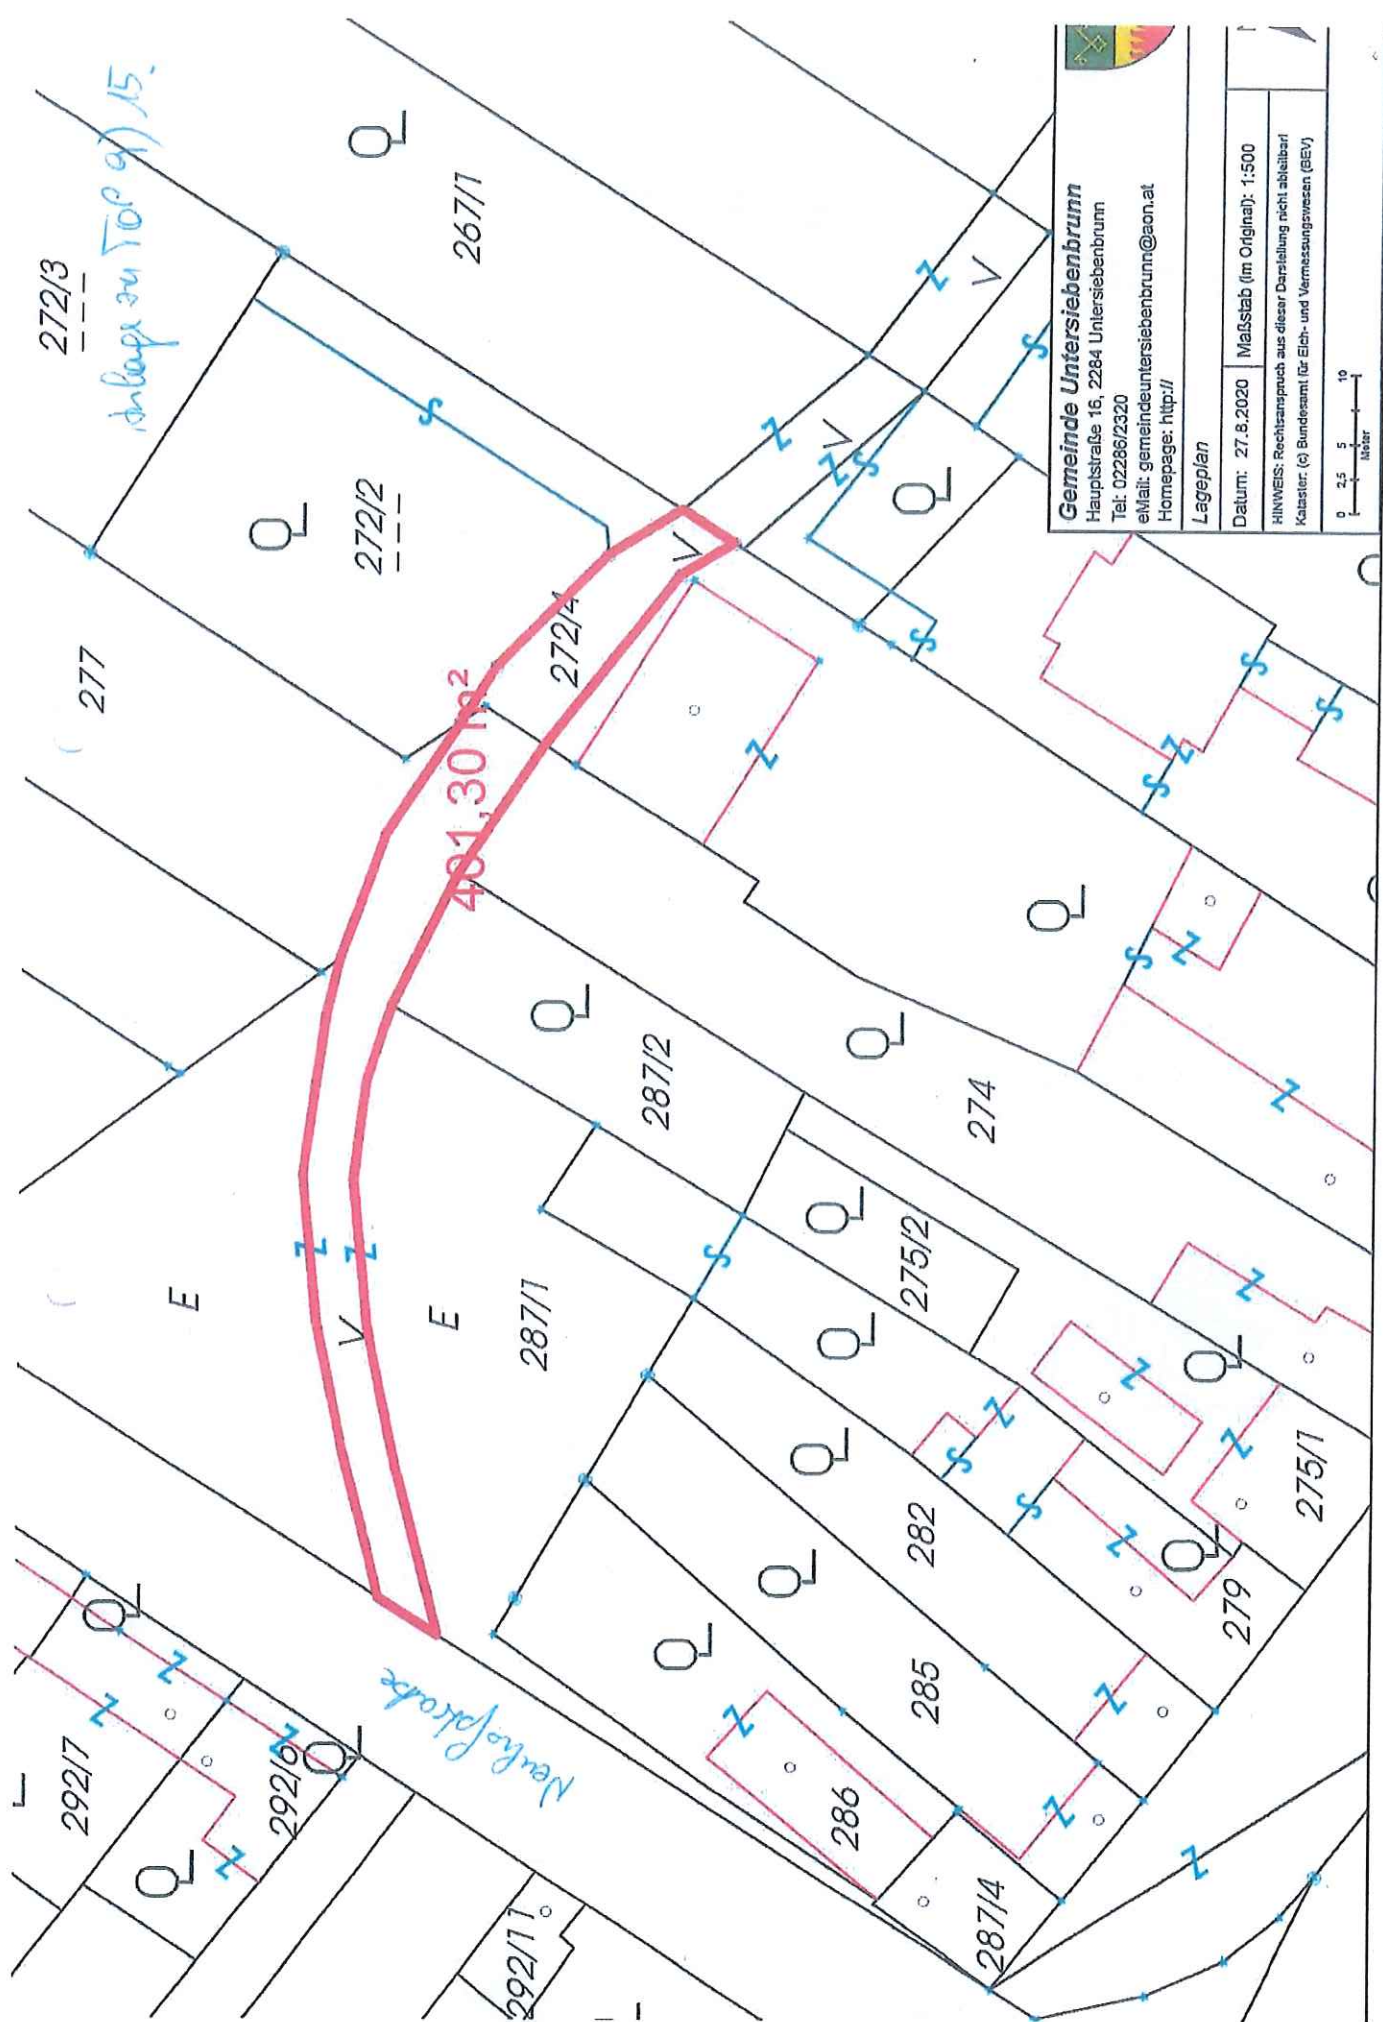 Anlage zu TOP 9) 15.
272/3
267/1
272/2
277
272/4
401,30 m²
V
V
V
V
E
E
287/1
287/2
274
275/2
282
285
286
279
275/1
287/4
292/7
292/6
292/11
Neuhofstraße
Gemeinde Untersiebenbrunn
Hauptstraße 16, 2284 Untersiebenbrunn
Tel: 02286/2320
eMail: gemeindeuntersiebenbrunn@aon.at
Homepage: http://
Lageplan
Datum: 27.8.2020
Maßstab (im Original): 1:500
HINWEIS: Rechtsanspruch aus dieser Darstellung nicht ableitbar!
Kataster: (c) Bundesamt für Eich- und Vermessungswesen (BEV)
0 2,5 5 10
Meter